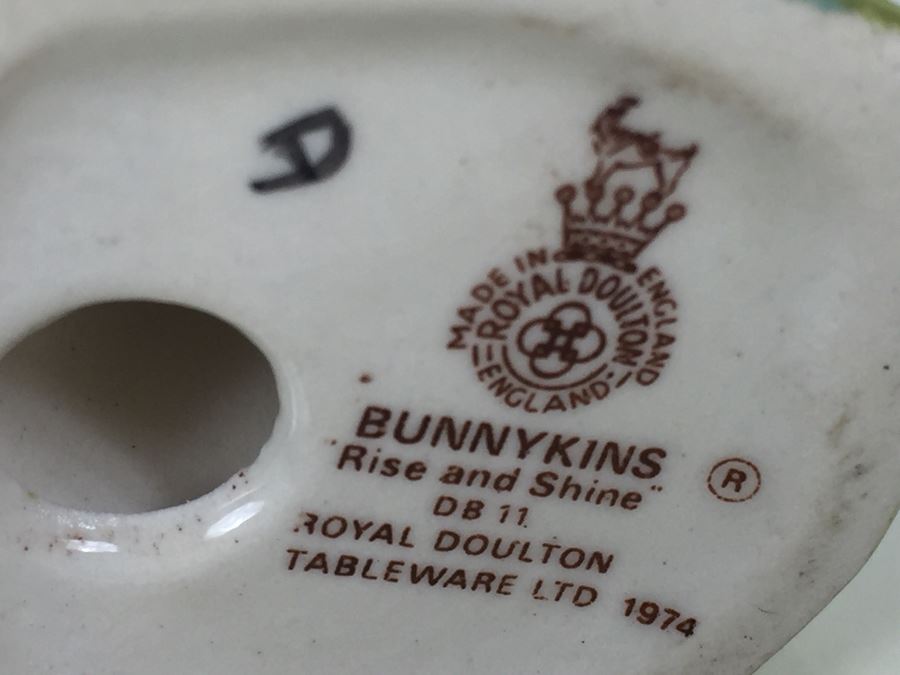 D
MADE IN ENGLAND
ROYAL DOULTON
ENGLAND
BUNNYKINS
"Rise and Shine"
®
DB 11
ROYAL DOULTON
TABLEWARE LTD 1974